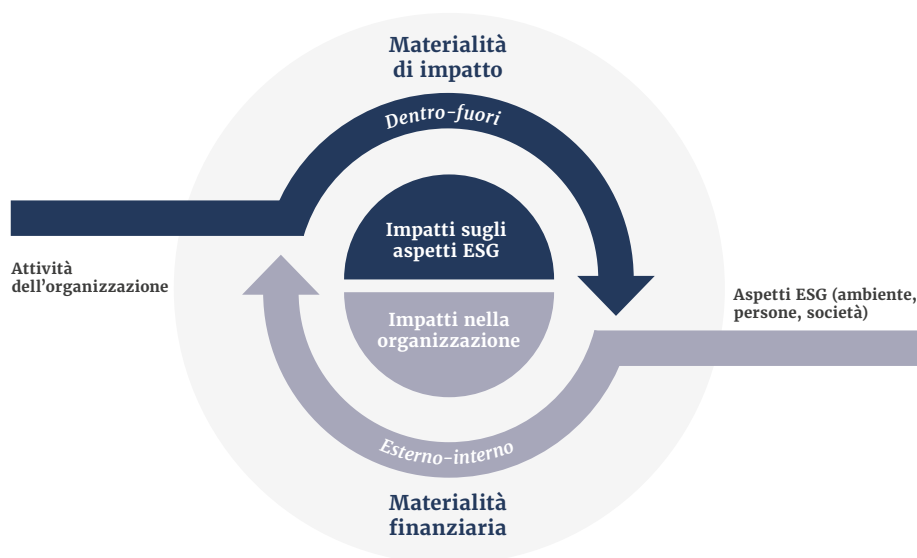 Materialità
di impatto
Dentro-fuori
Impatti sugli
aspetti ESG
Attività
dell'organizzazione
Aspetti ESG (ambiente,
persone, società)
Impatti nella
organizzazione
Esterno-interno
Materialità
finanziaria